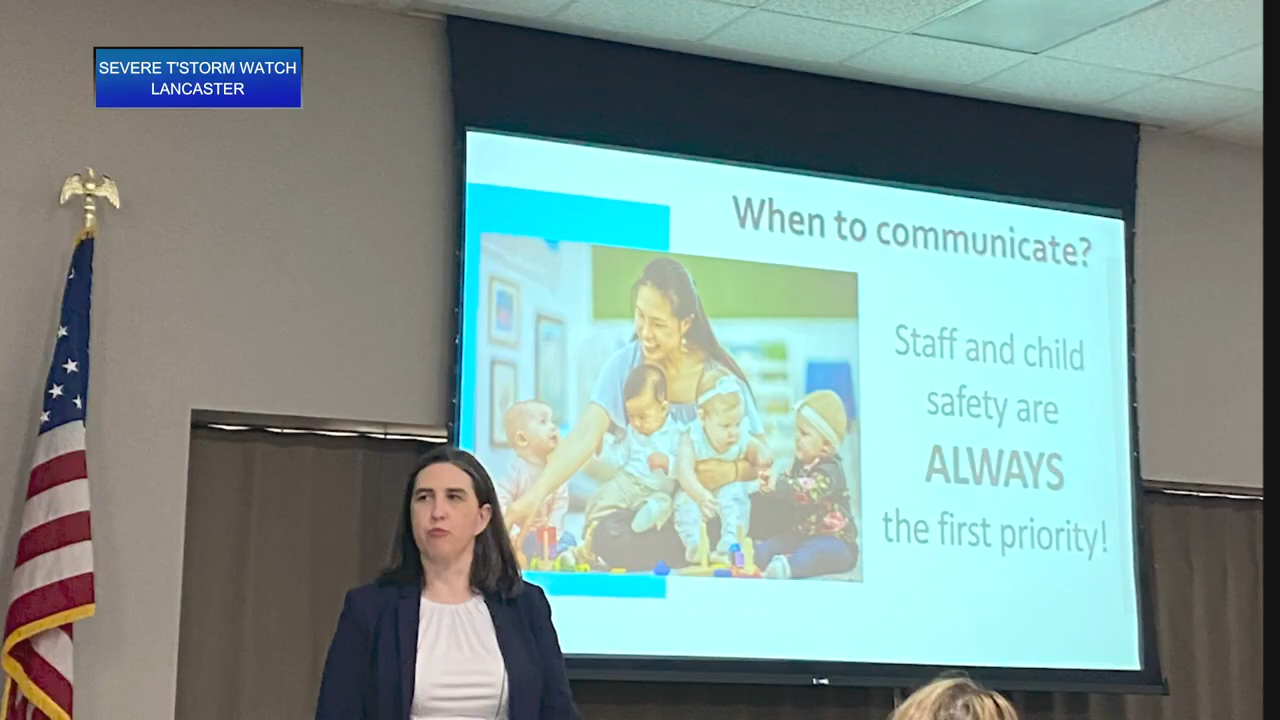 SEVERE T'STORM WATCH
LANCASTER
When to communicate?
Staff and child
safety are
ALWAYS
the first priority!